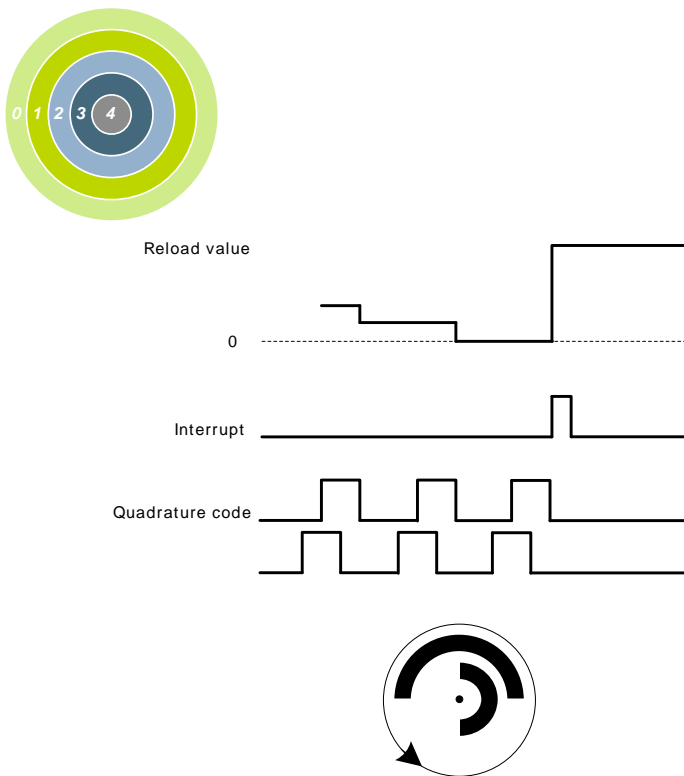 0 1 2 3 4
Reload value
0
Interrupt
Quadrature code